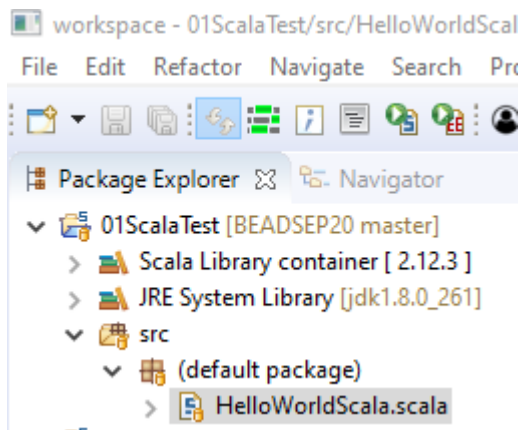 workspace - 01ScalaTest/src/HelloWorldScal
File Edit Refactor Navigate Search Pro
Package Explorer Navigator
01ScalaTest [BEADSEP20 master]
Scala Library container [ 2.12.3 ]
JRE System Library [jdk1.8.0_261]
src
(default package)
HelloWorldScala.scala